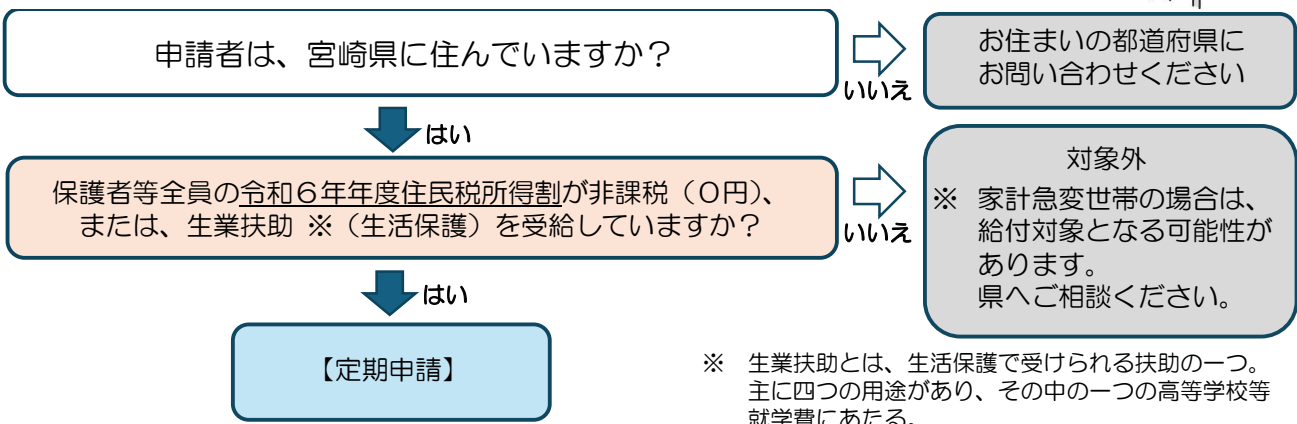 申請者は、宮崎県に住んでいますか？
いいえ
お住まいの都道府県に
お問い合わせください
はい
保護者等全員の令和６年年度住民税所得割が非課税（０円）、
または、生業扶助 ※（生活保護）を受給していますか？
いいえ
対象外
※ 家計急変世帯の場合は、
給付対象となる可能性が
あります。
県へご相談ください。
はい
【定期申請】
※ 生業扶助とは、生活保護で受けられる扶助の一つ。
主に四つの用途があり、その中の一つの高等学校等
就学費にあたる。